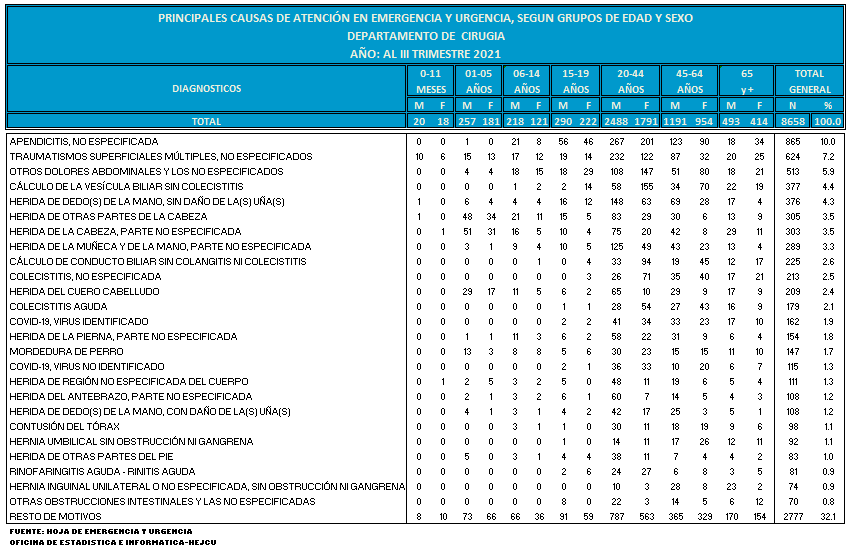 PRINCIPALES CAUSAS DE ATENCIÓN EN EMERGENCIA Y URGENCIA, SEGUN GRUPOS DE EDAD Y SEXO
DEPARTAMENTO DE CIRUGIA
AÑO: AL III TRIMESTRE 2021
DIAGNOSTICOS 0-11 MESES 01-05 AÑOS 06-14 AÑOS 15-19 AÑOS 20-44 AÑOS 45-64 AÑOS 65 y + TOTAL GENERAL
M F M F M F M F M F M F M F N %
TOTAL 20 18 257 181 218 121 290 222 2488 1791 1191 954 493 414 8658 100.0
APENDICITIS, NO ESPECIFICADA 0 0 1 0 21 8 56 46 267 201 123 90 18 34 865 10.0
TRAUMATISMOS SUPERFICIALES MÚLTIPLES, NO ESPECIFICADOS 10 6 15 13 17 12 19 14 232 122 87 32 20 25 624 7.2
OTROS DOLORES ABDOMINALES Y LOS NO ESPECIFICADOS 0 0 4 4 18 15 18 29 108 147 51 80 18 21 513 5.9
CÁLCULO DE LA VESÍCULA BILIAR SIN COLECISTITIS 0 0 0 0 1 2 2 14 58 155 34 70 22 19 377 4.4
HERIDA DE DEDO(S) DE LA MANO, SIN DAÑO DE LA(S) UÑA(S) 1 0 6 4 4 4 16 12 148 63 69 28 17 4 376 4.3
HERIDA DE OTRAS PARTES DE LA CABEZA 1 0 48 34 21 11 15 5 83 29 30 6 13 9 305 3.5
HERIDA DE LA CABEZA, PARTE NO ESPECIFICADA 0 1 51 31 16 5 10 4 75 20 42 8 29 11 303 3.5
HERIDA DE LA MUÑECA Y DE LA MANO, PARTE NO ESPECIFICADA 0 0 3 1 9 4 10 5 125 49 43 23 13 4 289 3.3
CÁLCULO DE CONDUCTO BILIAR SIN COLANGITIS NI COLECISTITIS 0 0 0 0 0 1 0 4 33 94 19 45 12 17 225 2.6
COLECISTITIS, NO ESPECIFICADA 0 0 0 0 0 0 0 3 26 71 35 40 17 21 213 2.5
HERIDA DEL CUERO CABELLUDO 0 0 29 17 11 5 6 2 65 10 29 9 17 9 209 2.4
COLECISTITIS AGUDA 0 0 0 0 0 0 1 1 28 54 27 43 16 9 179 2.1
COVID-19, VIRUS IDENTIFICADO 0 0 0 0 0 0 2 2 41 34 33 23 17 10 162 1.9
HERIDA DE LA PIERNA, PARTE NO ESPECIFICADA 0 0 1 1 11 3 6 2 58 22 31 9 6 4 154 1.8
MORDEDURA DE PERRO 0 0 13 3 8 8 5 6 30 23 15 15 11 10 147 1.7
COVID-19, VIRUS NO IDENTIFICADO 0 0 0 0 0 0 2 1 36 33 10 20 6 7 115 1.3
HERIDA DE REGIÓN NO ESPECIFICADA DEL CUERPO 0 1 2 5 3 2 5 0 48 11 19 6 5 4 111 1.3
HERIDA DEL ANTEBRAZO, PARTE NO ESPECIFICADA 0 0 2 1 3 2 6 1 60 7 14 5 4 3 108 1.2
HERIDA DE DEDO(S) DE LA MANO, CON DAÑO DE LA(S) UÑA(S) 0 0 4 1 3 1 4 2 42 17 25 3 5 1 108 1.2
CONTUSIÓN DEL TÓRAX 0 0 0 0 3 1 1 0 30 11 18 19 9 6 98 1.1
HERNIA UMBILICAL SIN OBSTRUCCIÓN NI GANGRENA 0 0 0 0 0 0 1 1 14 11 17 26 12 11 92 1.1
HERIDA DE OTRAS PARTES DEL PIE 0 0 5 0 3 1 4 4 38 11 7 4 4 2 83 1.0
RINOFARINGITIS AGUDA - RINITIS AGUDA 0 0 0 0 0 0 2 6 24 27 6 8 3 5 81 0.9
HERNIA INGUINAL UNILATERAL O NO ESPECIFICADA, SIN OBSTRUCCIÓN NI GANGRENA 0 0 0 0 0 0 0 0 10 3 28 8 23 2 74 0.9
OTRAS OBSTRUCCIONES INTESTINALES Y LAS NO ESPECIFICADAS 0 0 0 0 0 0 8 0 22 3 14 5 6 12 70 0.8
RESTO DE MOTIVOS 8 10 73 66 66 36 91 59 787 563 365 329 170 154 2777 32.1
FUENTE: HOJA DE EMERGENCIA Y URGENCIA
OFICINA DE ESTADISTICA E INFORMATICA-HEJCU